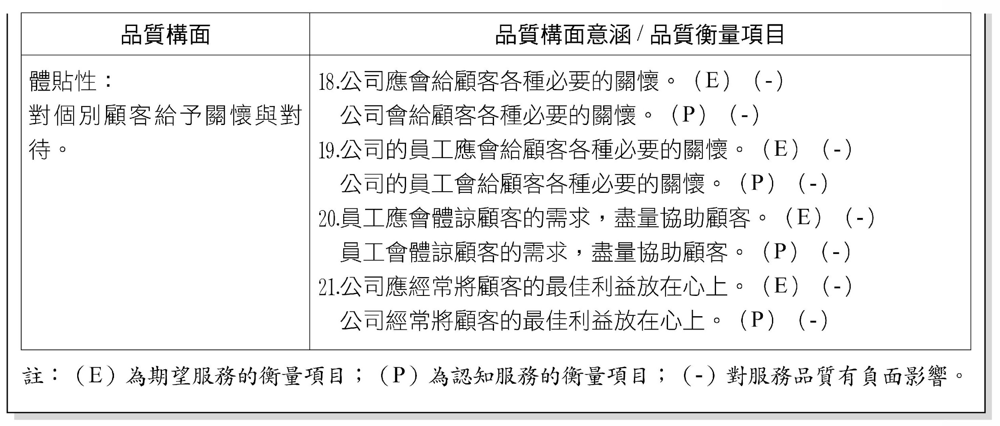 品質構面
品質構面意涵 / 品質衡量項目
體貼性：
對個別顧客給予關懷與對
待。
18.公司應會給顧客各種必要的關懷。（E）（-）
公司會給顧客各種必要的關懷。（P）（-）
19.公司的員工應會給顧客各種必要的關懷。（E）（-）
公司的員工會給顧客各種必要的關懷。（P）（-）
20.員工應會體諒顧客的需求，盡量協助顧客。（E）（-）
員工會體諒顧客的需求，盡量協助顧客。（P）（-）
21.公司應經常將顧客的最佳利益放在心上。（E）（-）
公司經常將顧客的最佳利益放在心上。（P）（-）
註：（E）為期望服務的衡量項目；（P）為認知服務的衡量項目；（-）對服務品質有負面影響。